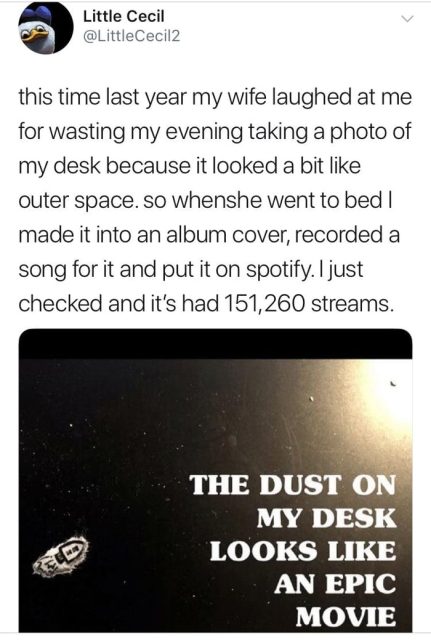 Little Cecil
@LittleCecil2
this time last year my wife laughed at me
for wasting my evening taking a photo of
my desk because it looked a bit like
outer space. so whenshe went to bed I
made it into an album cover, recorded a
song for it and put it on spotify. I just
checked and it’s had 151,260 streams.
THE DUST ON
MY DESK
LOOKS LIKE
AN EPIC
MOVIE